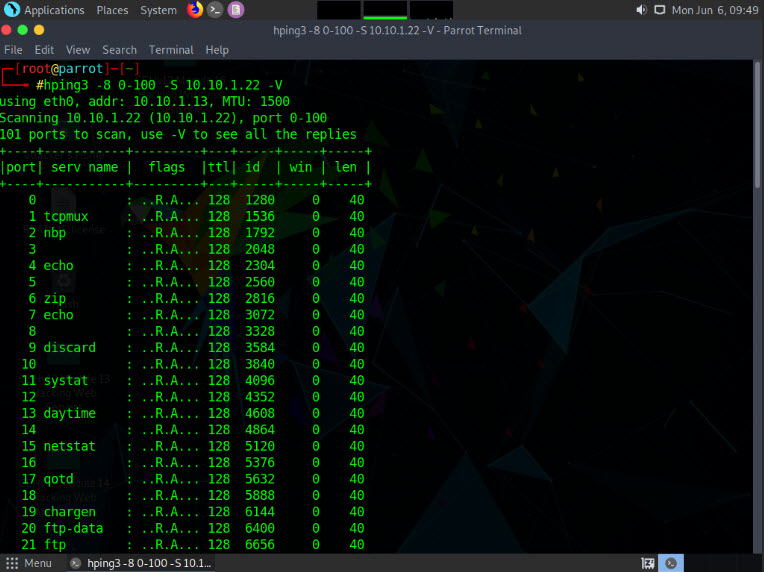 Applications Places System Mon Jun 6, 09:49
hping3 -8 0-100 -S 10.10.1.22 -V - Parrot Terminal
File Edit View Search Terminal Help
┌─[root@parrot]─[~]
└──╼ #hping3 -8 0-100 -S 10.10.1.22 -V
using eth0, addr: 10.10.1.13, MTU: 1500
Scanning 10.10.1.22 (10.10.1.22), port 0-100
101 ports to scan, use -V to see all the replies
+----+-----------+---------+---+-----+-----+-----+
|port| serv name |  flags  |ttl| id  | win | len |
+----+-----------+---------+---+-----+-----+-----+
    0            : ..R.A... 128  1280     0    40
    1 tcpmux     : ..R.A... 128  1536     0    40
    2 nbp        : ..R.A... 128  1792     0    40
    3            : ..R.A... 128  2048     0    40
    4 echo       : ..R.A... 128  2304     0    40
    5            : ..R.A... 128  2560     0    40
    6 zip        : ..R.A... 128  2816     0    40
    7 echo       : ..R.A... 128  3072     0    40
    8            : ..R.A... 128  3328     0    40
    9 discard    : ..R.A... 128  3584     0    40
   10            : ..R.A... 128  3840     0    40
   11 systat     : ..R.A... 128  4096     0    40
   12            : ..R.A... 128  4352     0    40
   13 daytime    : ..R.A... 128  4608     0    40
   14            : ..R.A... 128  4864     0    40
   15 netstat    : ..R.A... 128  5120     0    40
   16            : ..R.A... 128  5376     0    40
   17 qotd       : ..R.A... 128  5632     0    40
   18            : ..R.A... 128  5888     0    40
   19 chargen    : ..R.A... 128  6144     0    40
   20 ftp-data   : ..R.A... 128  6400     0    40
   21 ftp        : ..R.A... 128  6656     0    40
Menu hping3 -8 0-100 -S 10.1...